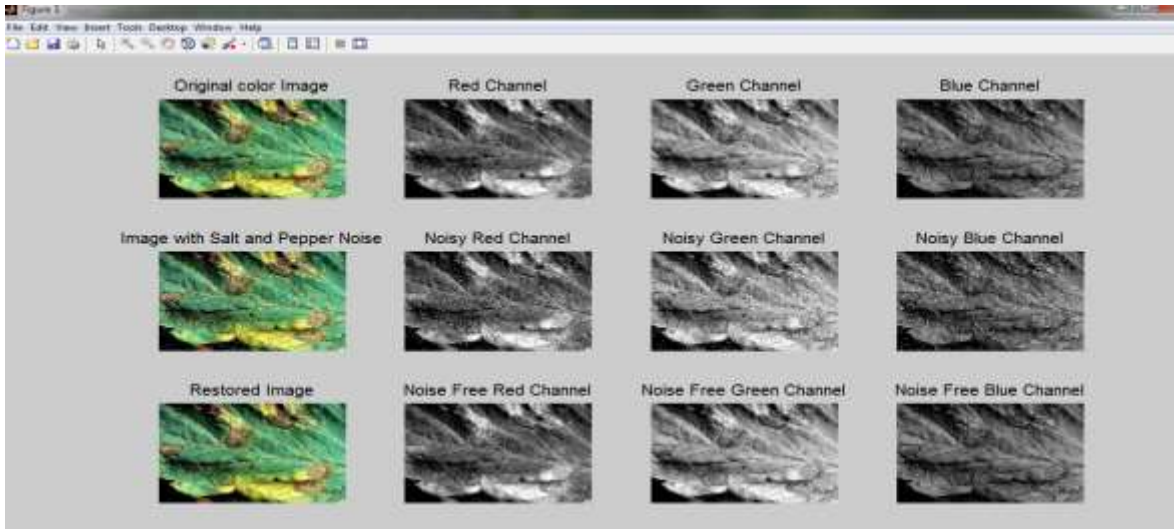 Figure 1
File Edit View Insert Tools Desktop Window Help
Original color Image
Red Channel
Green Channel
Blue Channel
Image with Salt and Pepper Noise
Noisy Red Channel
Noisy Green Channel
Noisy Blue Channel
Restored Image
Noise Free Red Channel
Noise Free Green Channel
Noise Free Blue Channel